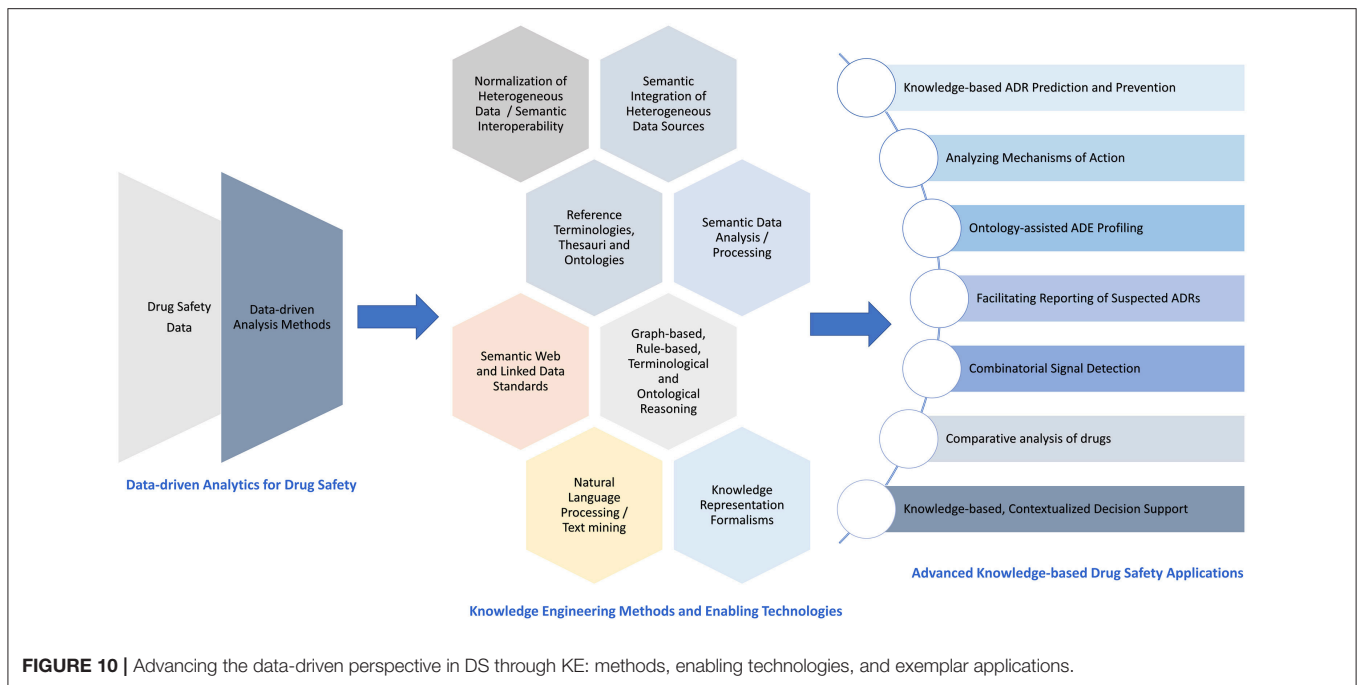 Drug Safety
Data
Data-driven
Analysis Methods
Data-driven Analytics for Drug Safety
Normalization of
Heterogeneous
Data / Semantic
Interoperability
Semantic
Integration of
Heterogeneous
Data Sources
Reference
Terminologies,
Thesauri and
Ontologies
Semantic Data
Analysis /
Processing
Semantic Web
and Linked Data
Standards
Graph-based,
Rule-based,
Terminological
and
Ontological
Reasoning
Natural
Language
Processing /
Text mining
Knowledge
Representation
Formalisms
Knowledge Engineering Methods and Enabling Technologies
Knowledge-based ADR Prediction and Prevention
Analyzing Mechanisms of Action
Ontology-assisted ADE Profiling
Facilitating Reporting of Suspected ADRs
Combinatorial Signal Detection
Comparative analysis of drugs
Knowledge-based, Contextualized Decision Support
Advanced Knowledge-based Drug Safety Applications
FIGURE 10 | Advancing the data-driven perspective in DS through KE: methods, enabling technologies, and exemplar applications.